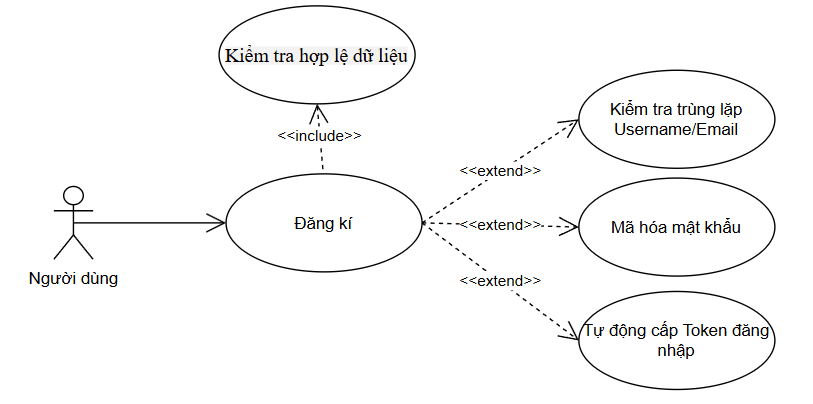 Kiểm tra hợp lệ dữ liệu
<<include>>
Kiểm tra trùng lặp
Username/Email
<<extend>>
Đăng kí
<<extend>>
Mã hóa mật khẩu
Người dùng
<<extend>>
Tự động cấp Token đăng
nhập